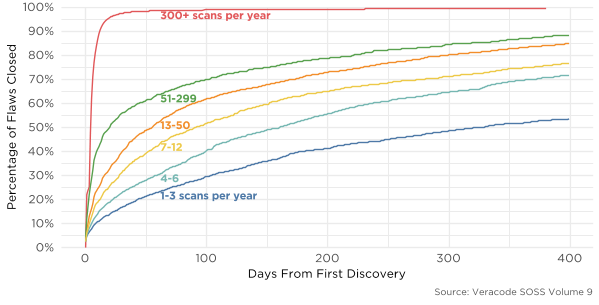 100%
90%
80%
70%
60%
50%
40%
30%
20%
10%
0%
Percentage of Flaws Closed
300+ scans per year
51-299
13-50
7-12
4-6
1-3 scans per year
0 100 200 300 400
Days From First Discovery
Source: Veracode SOSS Volume 9